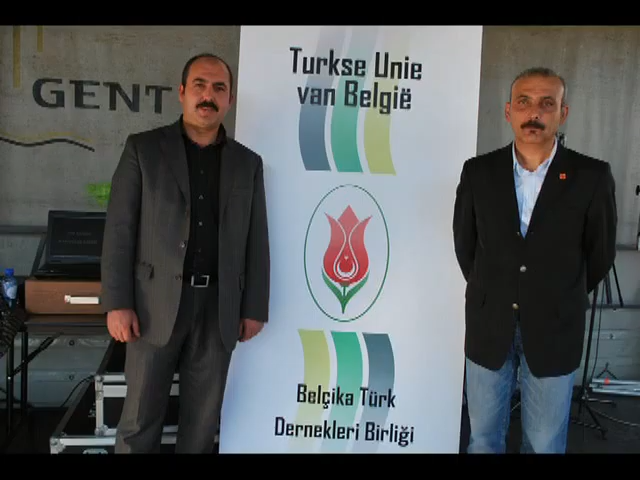 GENT
Turkse Unie
van België
Belçika Türk
Dernekleri Birliği